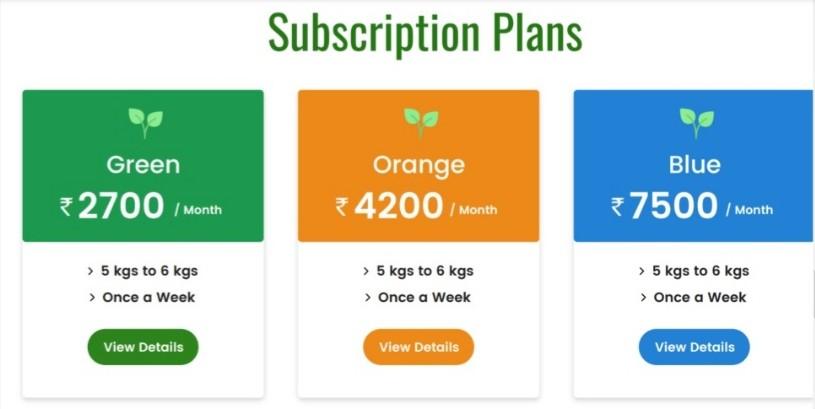 Subscription Plans
Green
₹ 2700 / Month
> 5 kgs to 6 kgs
> Once a Week
View Details
Orange
₹ 4200 / Month
> 5 kgs to 6 kgs
> Once a Week
View Details
Blue
₹ 7500 / Month
> 5 kgs to 6 kgs
> Once a Week
View Details